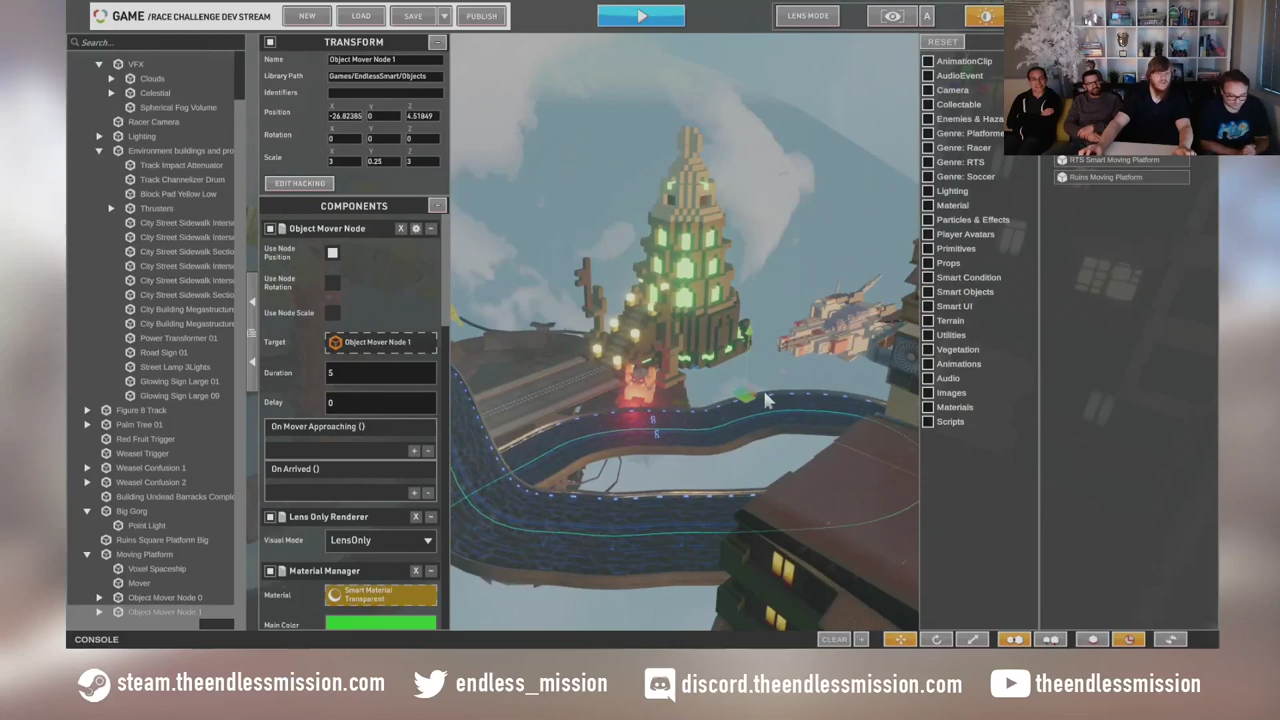 GAME /RACE CHALLENGE DEV STREAM
NEW
LOAD
SAVE
PUBLISH
LENS MODE
A
Search...
VFX
Clouds
Celestial
Spherical Fog Volume
Racer Camera
Lighting
Environment buildings and pro
Track Impact Attenuator
Track Channelizer Drum
Block Pad Yellow Low
Thrusters
City Street Sidewalk Interse
City Street Sidewalk Interse
City Street Sidewalk Sectio
City Street Sidewalk Interse
City Street Sidewalk Interse
City Street Sidewalk Sectio
City Building Megastructure
City Building Megastructure
Power Transformer 01
Road Sign 01
Street Lamp 3Lights
Glowing Sign Large 01
Glowing Sign Large 09
Figure 8 Track
Palm Tree 01
Red Fruit Trigger
Weasel Trigger
Weasel Confusion 1
Weasel Confusion 2
Building Undead Barracks Comple
Big Gorg
Point Light
Ruins Square Platform Big
Moving Platform
Voxel Spaceship
Mover
Object Mover Node 0
Object Mover Node 1
TRANSFORM
Name
Object Mover Node 1
Library Path
Games/EndlessSmart/Objects
Identifiers
X Y Z
Position
-26.82385 0 4.51849
X Y Z
Rotation
0 0 0
X Y Z
Scale
3 0.25 3
EDIT HACKING
COMPONENTS
Object Mover Node
X
Use Node
Position
Use Node
Rotation
Use Node Scale
Target
Object Mover Node 1
Duration
5
Delay
0
On Mover Approaching ()
+ -
On Arrived ()
+ -
Lens Only Renderer
X
Visual Mode
LensOnly
Material Manager
X
Material
Smart Material
Transparent
Main Color
RESET
AnimationClip
AudioEvent
Camera
Collectable
Enemies & Haza
Genre: Platforme
Genre: Racer
Genre: RTS
Genre: Soccer
Lighting
Material
Particles & Effects
Player Avatars
Primitives
Props
Smart Condition
Smart Objects
Smart UI
Terrain
Utilities
Vegetation
Animations
Audio
Images
Materials
Scripts
RTS Smart Moving Platform
Ruins Moving Platform
CONSOLE
CLEAR
+
steam.theendlessmission.com
endless_mission
discord.theendlessmission.com
theendlessmission